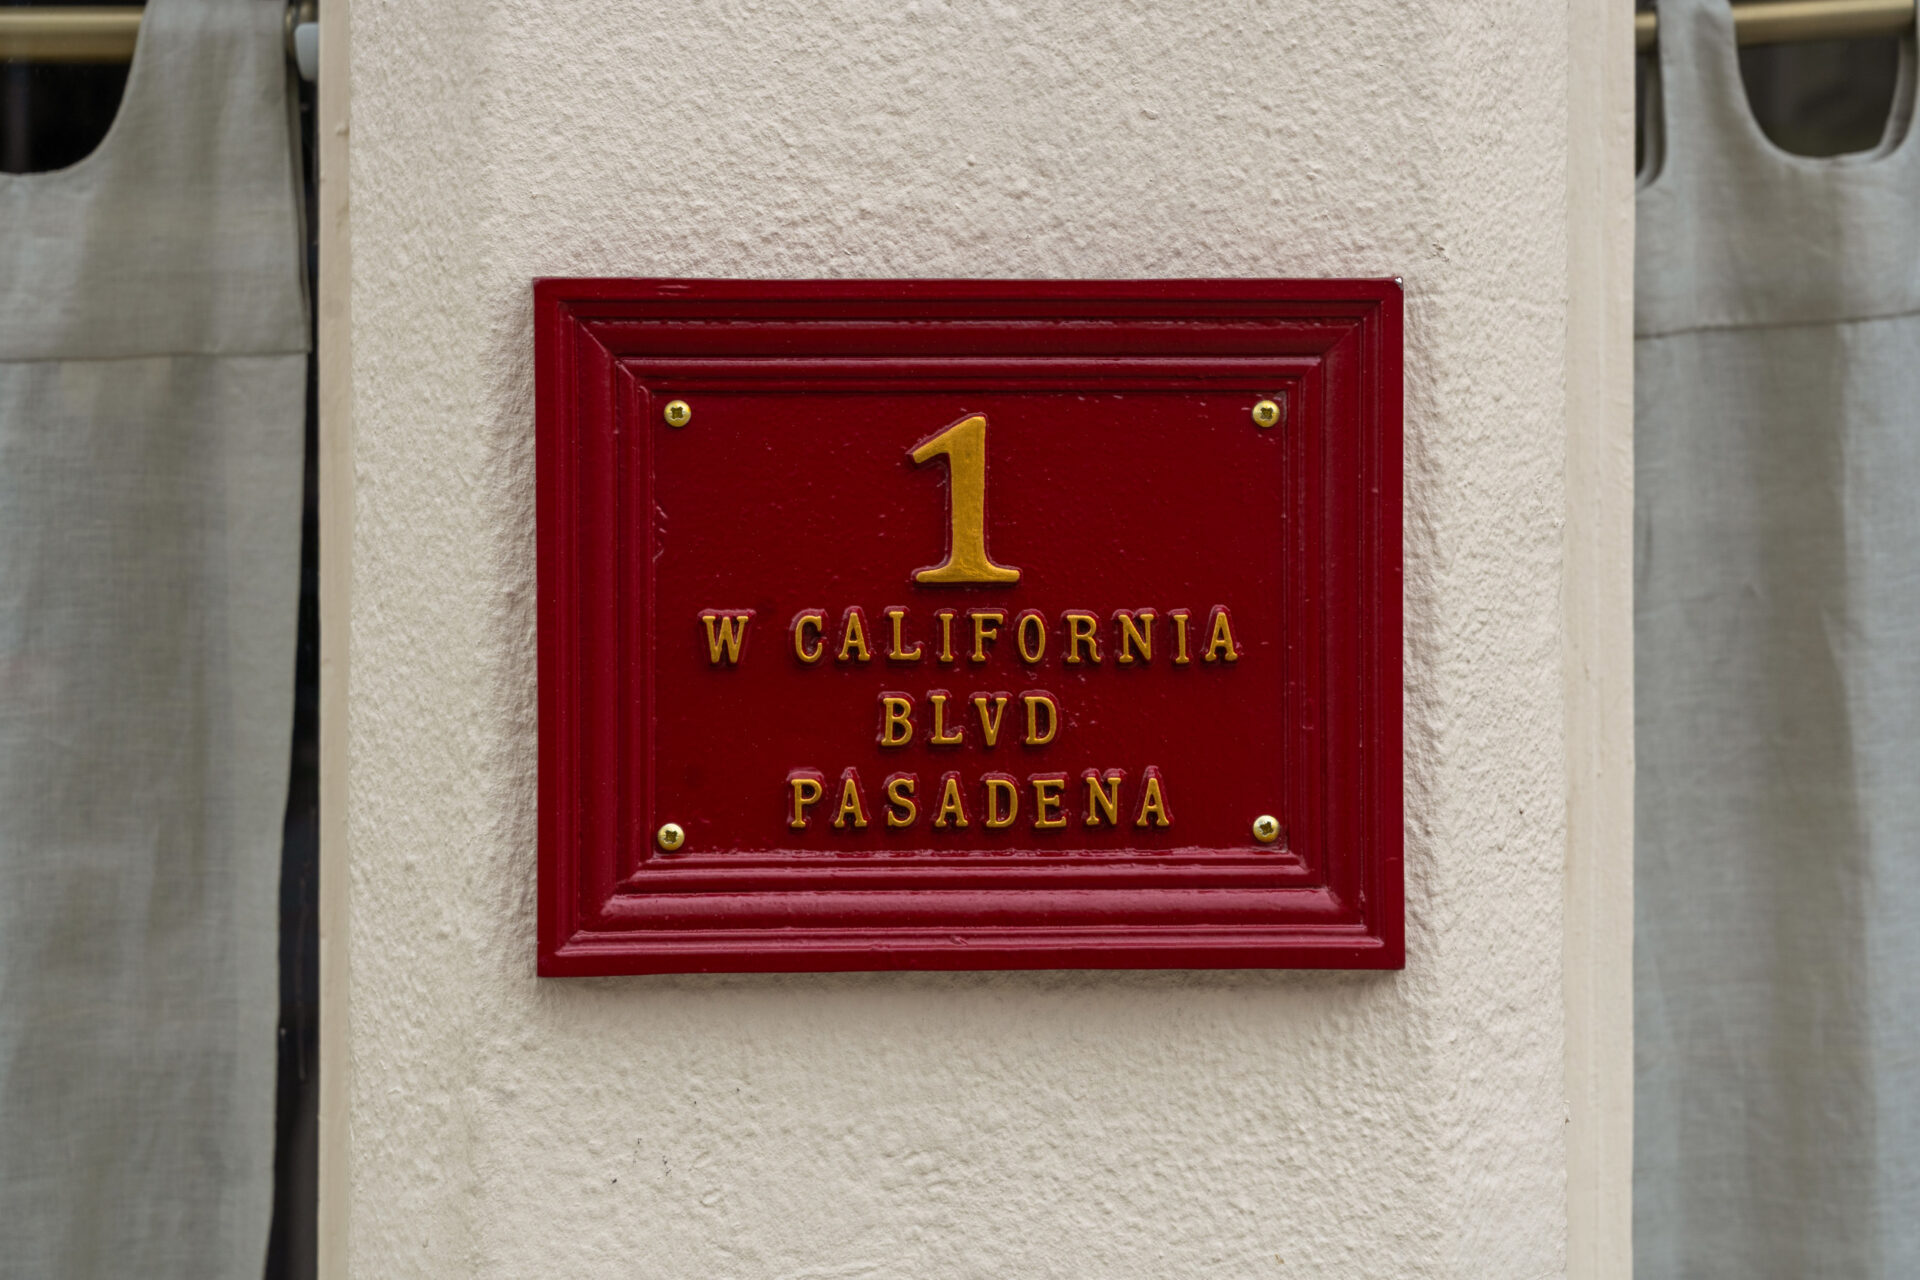 1
W CALIFORNIA
BLVD
PASADENA